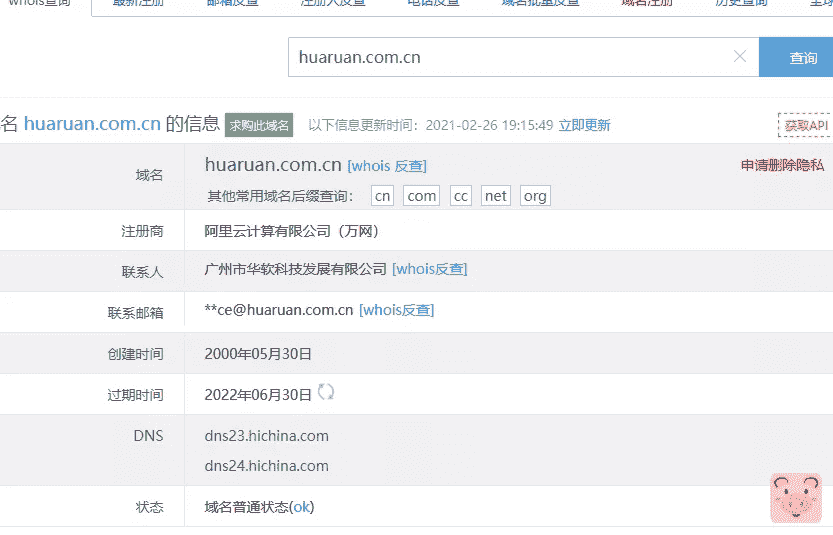 whois查询 最新注册 邮箱反查 注册人反查 电话反查 域名批量反查 域名注册 历史查询 全球
huaruan.com.cn 查询
名 huaruan.com.cn 的信息 求购此域名 以下信息更新时间：2021-02-26 19:15:49 立即更新 获取API
域名 huaruan.com.cn [whois 反查] 申请删除隐私
其他常用域名后缀查询： cn com cc net org
注册商 阿里云计算有限公司（万网）
联系人 广州市华软科技发展有限公司 [whois反查]
联系邮箱 **ce@huaruan.com.cn [whois反查]
创建时间 2000年05月30日
过期时间 2022年06月30日
DNS dns23.hichina.com
dns24.hichina.com
状态 域名普通状态(ok)